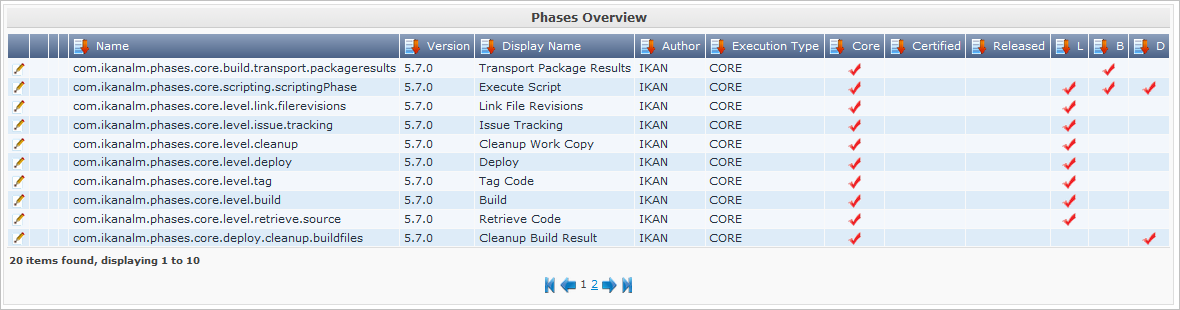 Phases Overview
Name Version Display Name Author Execution Type Core Certified Released L B D
com.ikanalm.phases.core.build.transport.packageresults 5.7.0 Transport Package Results IKAN CORE
com.ikanalm.phases.core.scripting.scriptingPhase 5.7.0 Execute Script IKAN CORE
com.ikanalm.phases.core.level.link.filerevisions 5.7.0 Link File Revisions IKAN CORE
com.ikanalm.phases.core.level.issue.tracking 5.7.0 Issue Tracking IKAN CORE
com.ikanalm.phases.core.level.cleanup 5.7.0 Cleanup Work Copy IKAN CORE
com.ikanalm.phases.core.level.deploy 5.7.0 Deploy IKAN CORE
com.ikanalm.phases.core.level.tag 5.7.0 Tag Code IKAN CORE
com.ikanalm.phases.core.level.build 5.7.0 Build IKAN CORE
com.ikanalm.phases.core.level.retrieve.source 5.7.0 Retrieve Code IKAN CORE
com.ikanalm.phases.core.deploy.cleanup.buildfiles 5.7.0 Cleanup Build Result IKAN CORE
20 items found, displaying 1 to 10
1 2